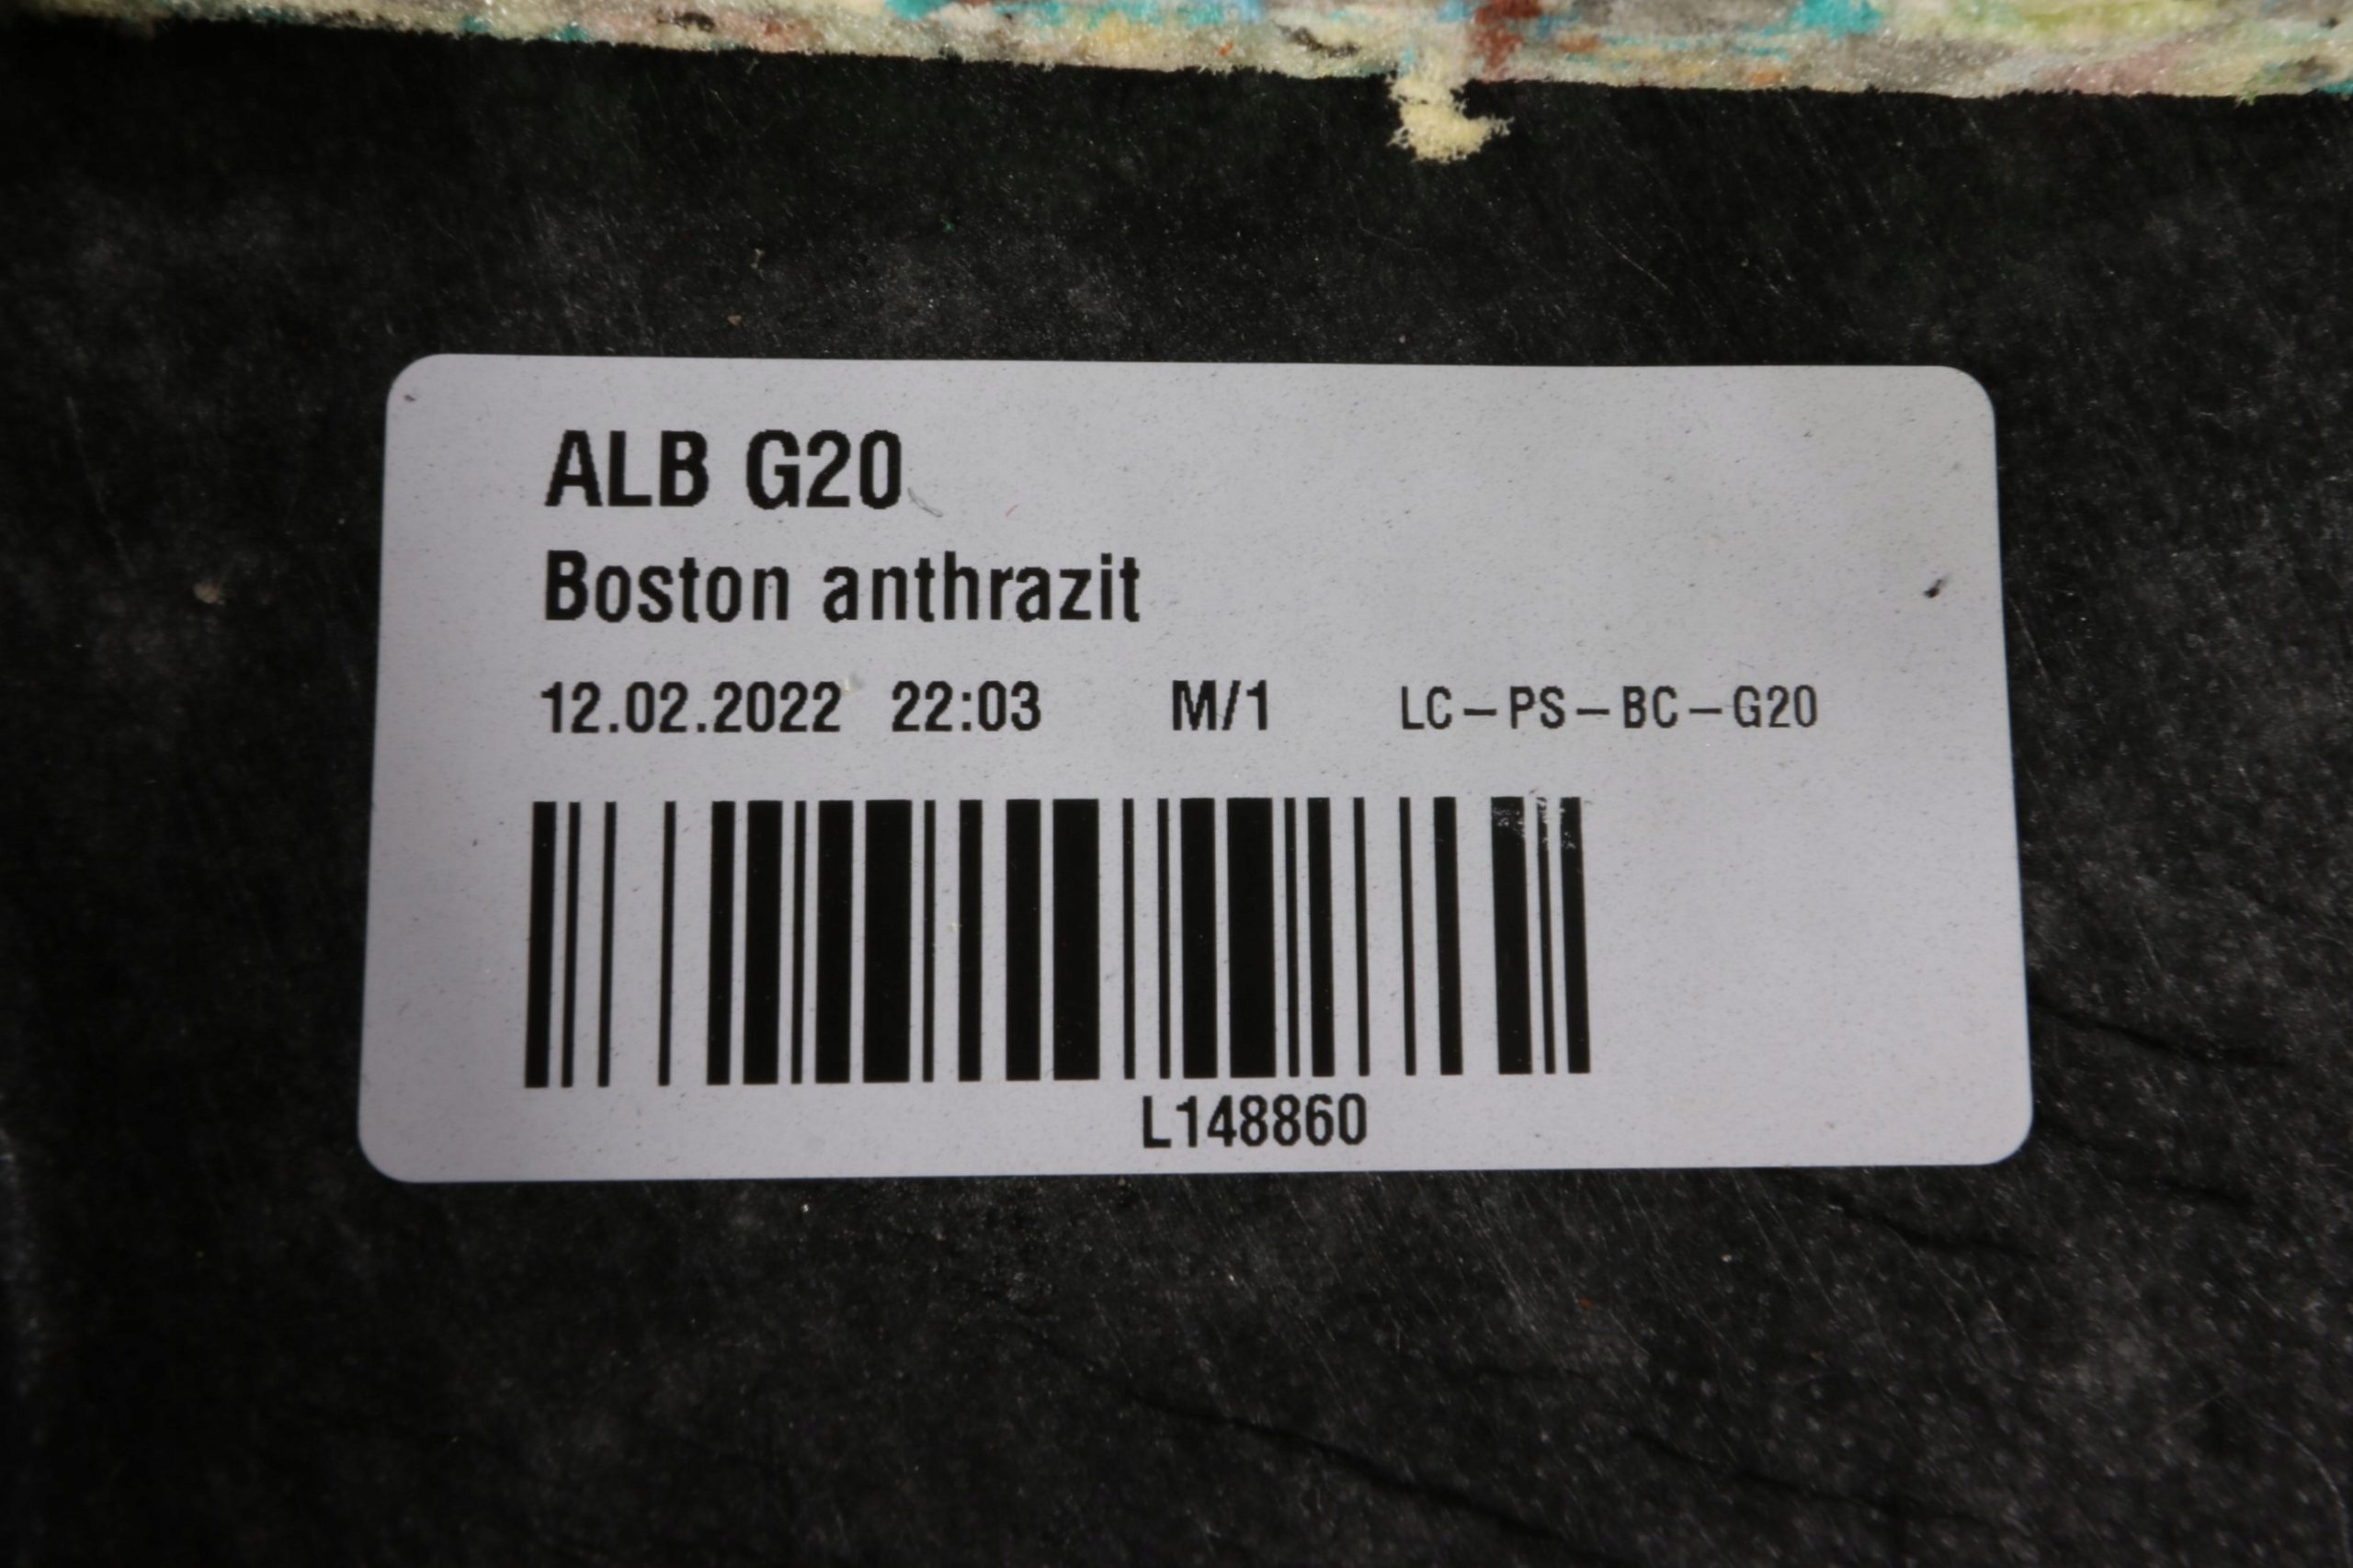 ALB G20
Boston anthrazit
12.02.2022 22:03 M/1 LC-PS-BC-G20
L148860